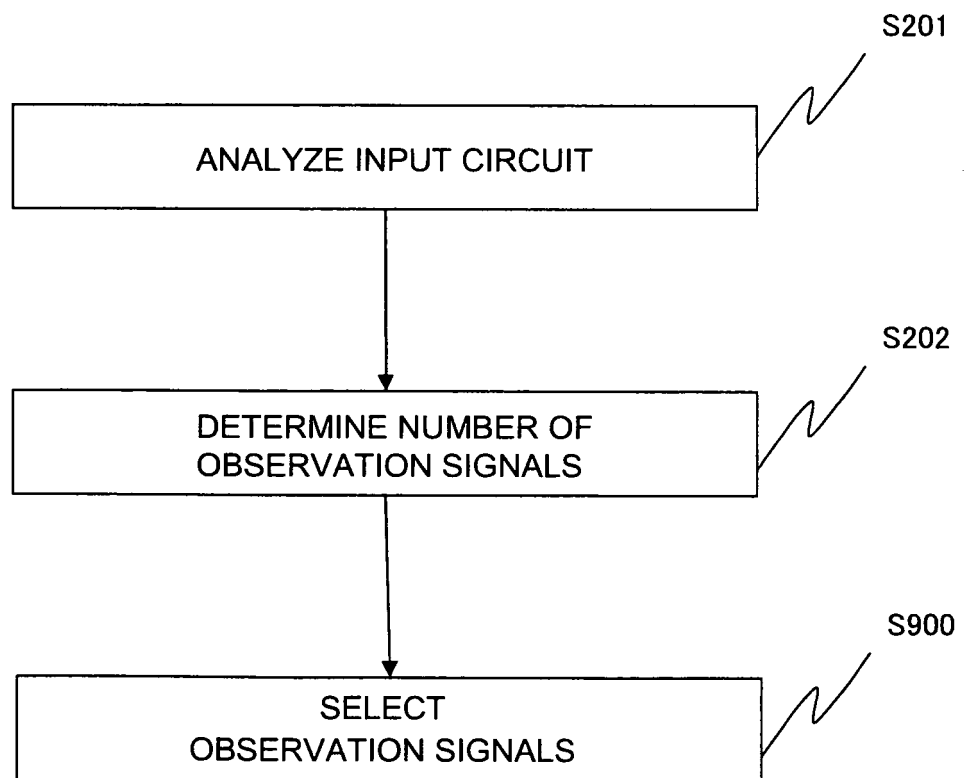 S201
ANALYZE INPUT CIRCUIT
S202
DETERMINE NUMBER OF
OBSERVATION SIGNALS
S900
SELECT
OBSERVATION SIGNALS